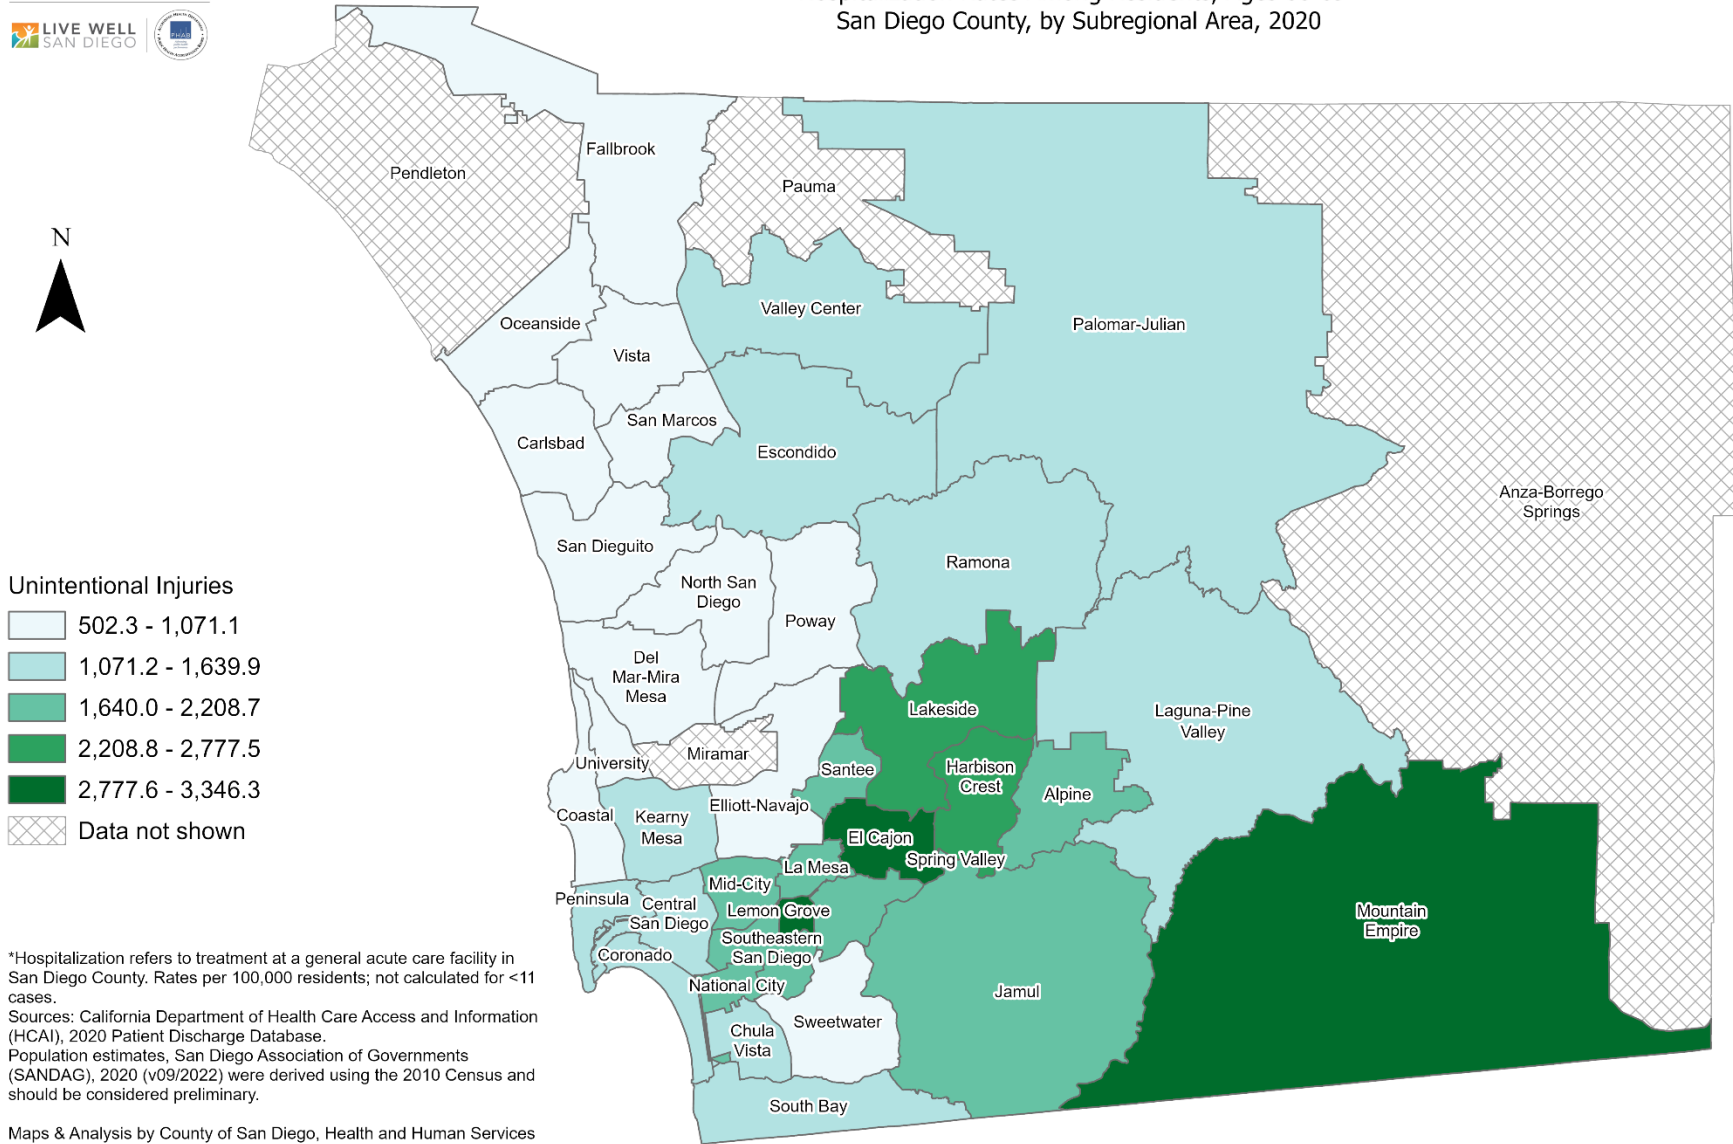 LIVE WELL
SAN DIEGO
PHAB
San Diego County, by Subregional Area, 2020
N
Pendleton
Fallbrook
Pauma
Valley Center
Palomar-Julian
Oceanside
Vista
San Marcos
Carlsbad
Escondido
Anza-Borrego
Springs
San Dieguito
North San
Diego
Ramona
Poway
Del
Mar-Mira
Mesa
Lakeside
Laguna-Pine
Valley
Miramar
University
Santee
Harbison
Crest
Alpine
Elliott-Navajo
Coastal
Kearny
Mesa
El Cajon
Spring Valley
La Mesa
Mid-City
Peninsula
Central
San Diego
Lemon Grove
Mountain
Empire
Southeastern
San Diego
Coronado
National City
Jamul
Sweetwater
Chula
Vista
South Bay
Unintentional Injuries
502.3 - 1,071.1
1,071.2 - 1,639.9
1,640.0 - 2,208.7
2,208.8 - 2,777.5
2,777.6 - 3,346.3
Data not shown
*Hospitalization refers to treatment at a general acute care facility in
San Diego County. Rates per 100,000 residents; not calculated for <11
cases.
Sources: California Department of Health Care Access and Information
(HCAI), 2020 Patient Discharge Database.
Population estimates, San Diego Association of Governments
(SANDAG), 2020 (v09/2022) were derived using the 2010 Census and
should be considered preliminary.
Maps & Analysis by County of San Diego, Health and Human Services